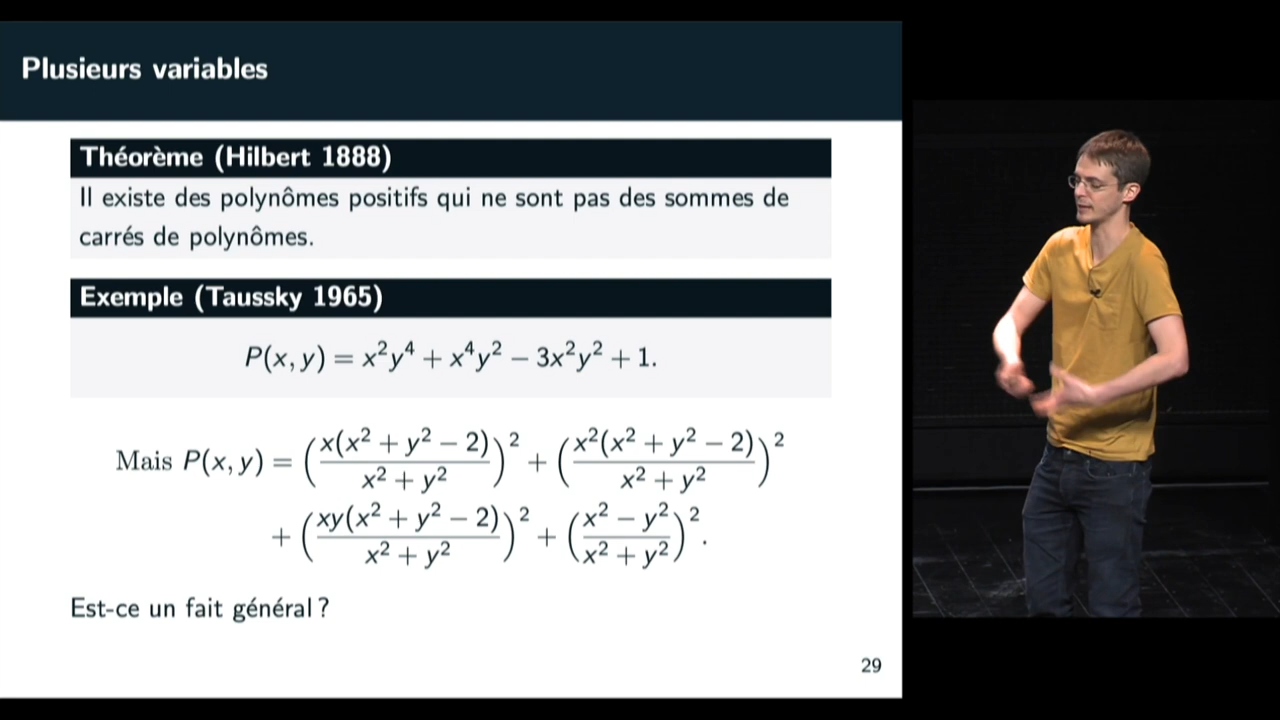 Plusieurs variables
Théorème (Hilbert 1888)
Il existe des polynômes positifs qui ne sont pas des sommes de
carrés de polynômes.
Exemple (Taussky 1965)
P(x, y) = x²y⁴ + x⁴y² − 3x²y² + 1.
Mais P(x, y) = (x(x² + y² − 2)/x² + y²)² + (x²(x² + y² − 2)/x² + y²)²
+ (xy(x² + y² − 2)/x² + y²)² + (x² − y²/x² + y²)².
Est-ce un fait général ?
29